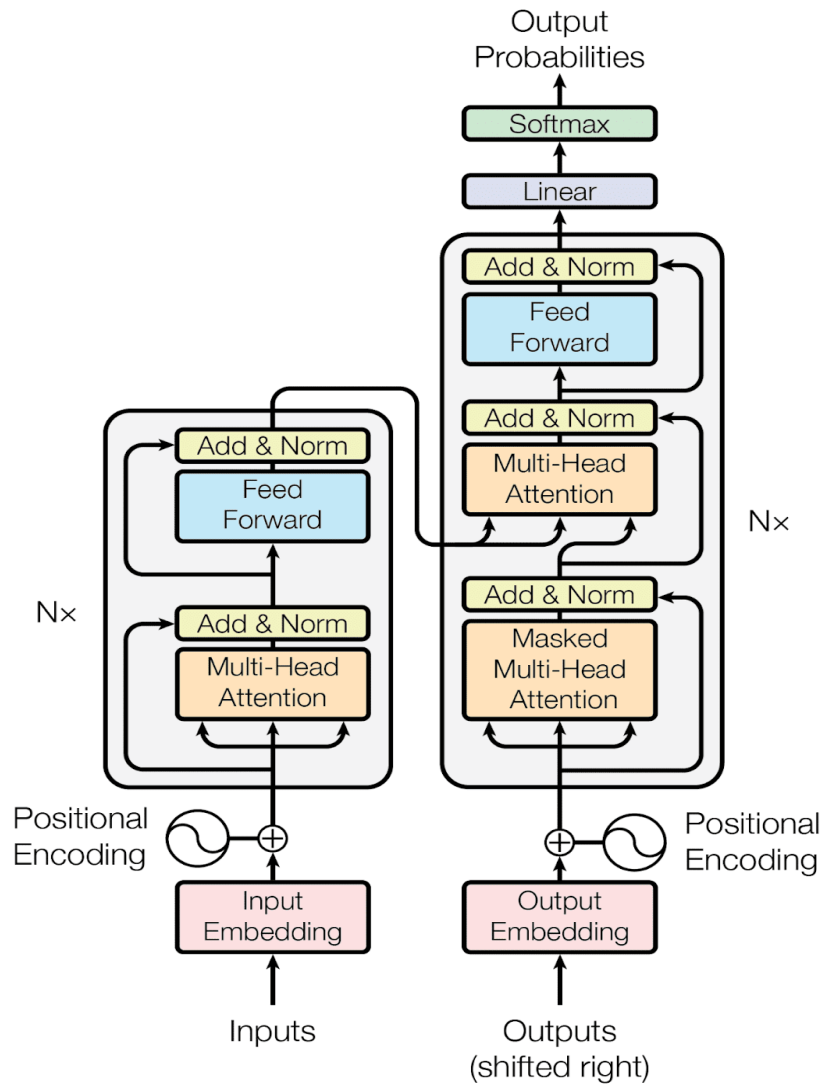 Output
Probabilities
Softmax
Linear
Add & Norm
Feed
Forward
Add & Norm
Multi-Head
Attention
Add & Norm
Masked
Multi-Head
Attention
N×
Add & Norm
Feed
Forward
Add & Norm
Multi-Head
Attention
N×
Positional
Encoding
Positional
Encoding
Input
Embedding
Output
Embedding
Inputs
Outputs
(shifted right)